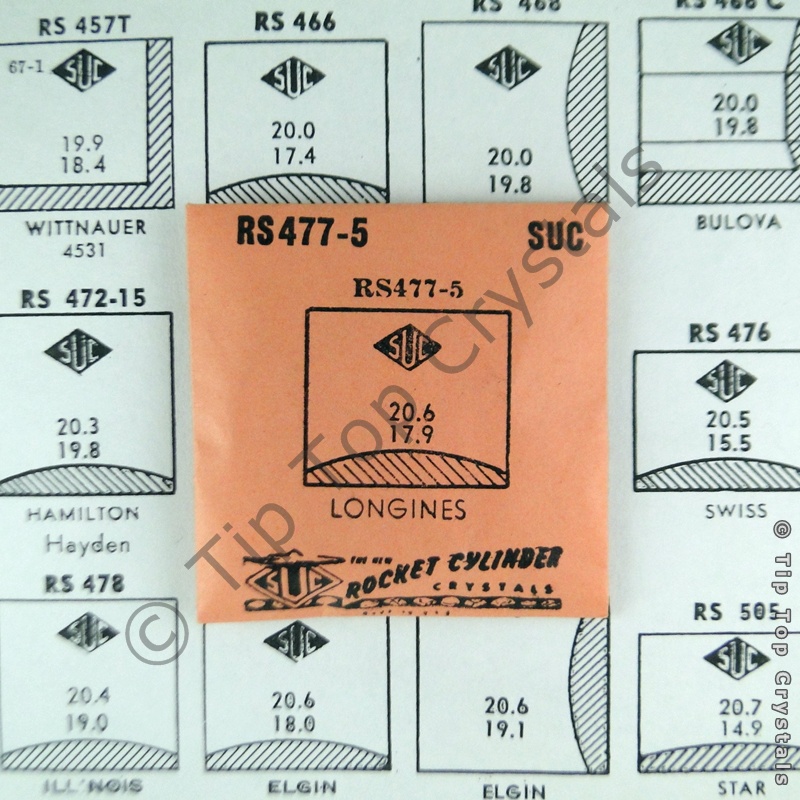 RS 457T
67-1 SUC
19.9
18.4
WITTNAUER
4531
RS 466
SUC
20.0
17.4
RS 468
SUC
20.0
19.8
RS 468 C
SUC
20.0
19.8
BULOVA
RS477-5 SUC
RS477-5
SUC
20.6
17.9
LONGINES
SUC
THE NEW
ROCKET CYLINDER
CRYSTALS
MADE IN U.S.A.
RS 472-15
SUC
20.3
19.8
HAMILTON
Hayden
RS 476
SUC
20.5
15.5
SWISS
RS 478
SUC
20.4
19.0
ILLINOIS
SUC
20.6
18.0
ELGIN
20.6
19.1
ELGIN
RS 505
SUC
20.7
14.9
STAR
© Tip Top Crystals
© Tip Top Crystals